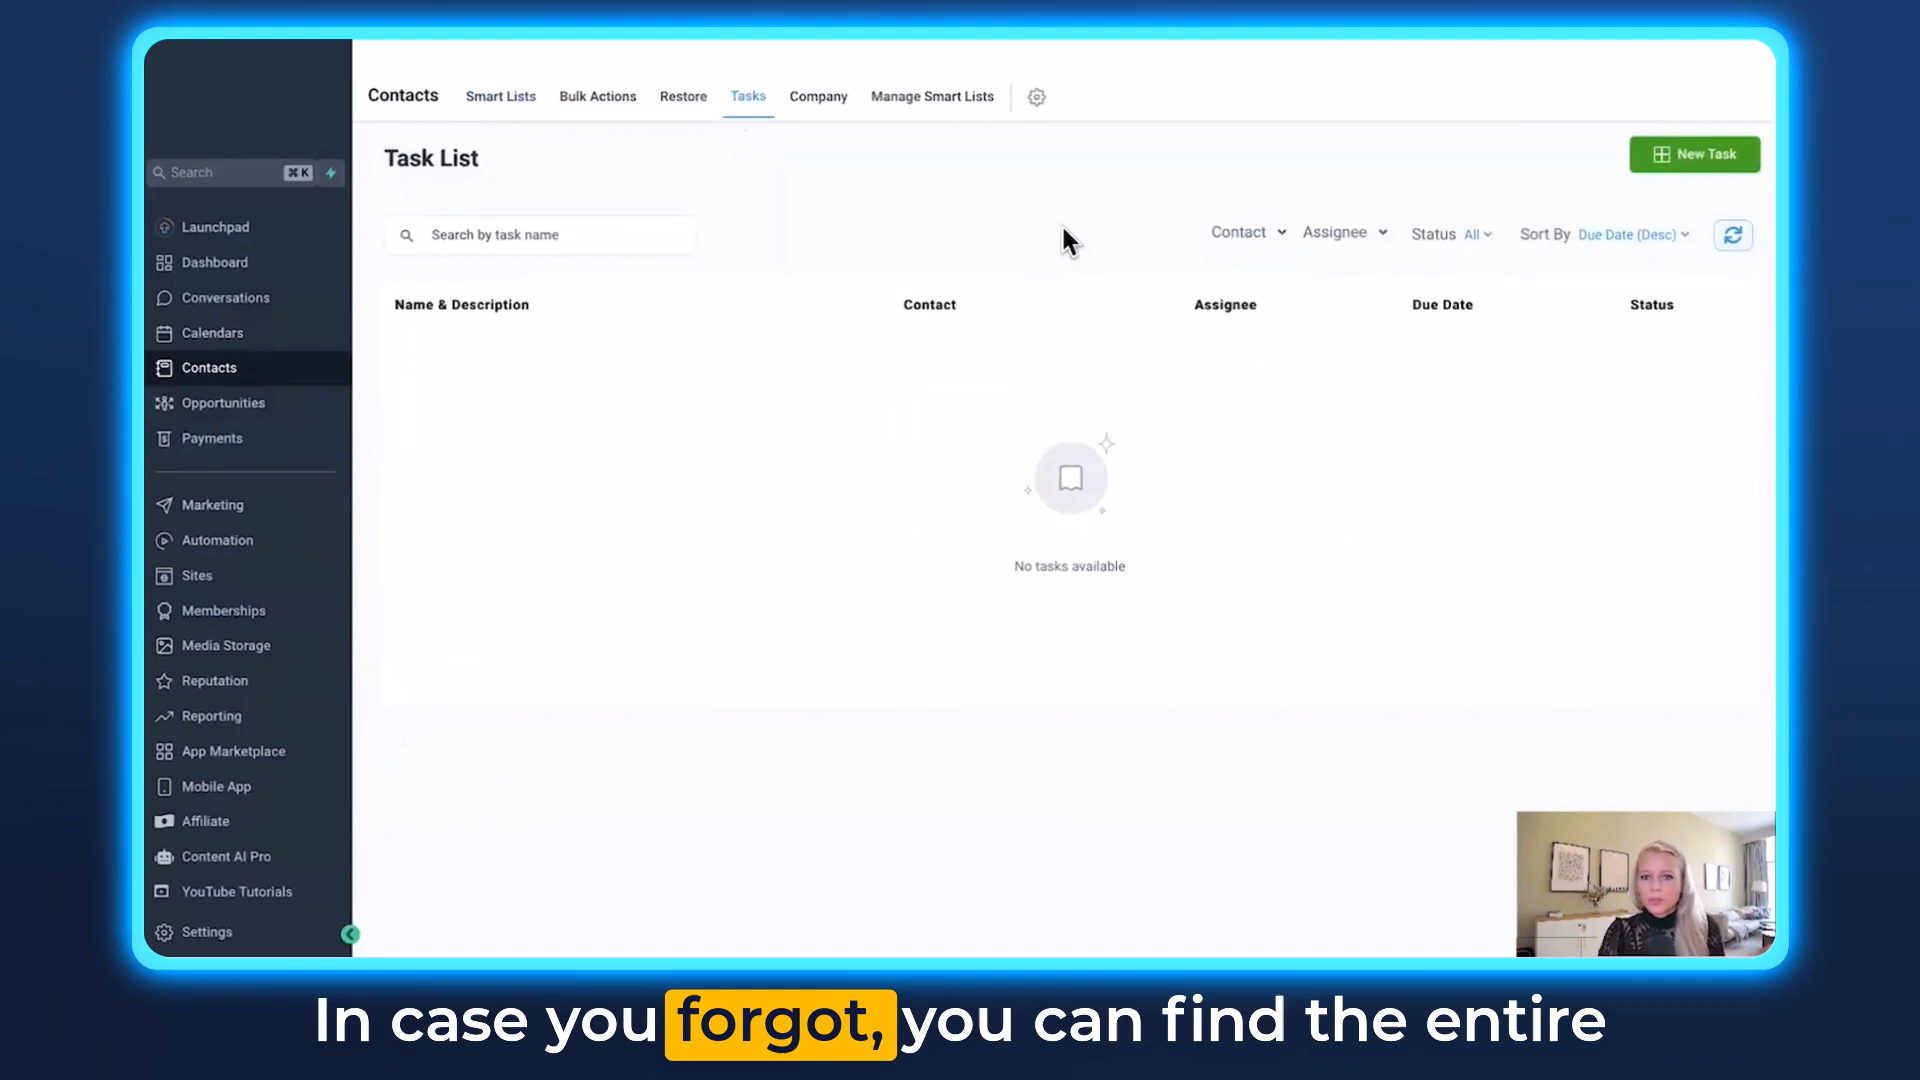 Contacts
Smart Lists
Bulk Actions
Restore
Tasks
Company
Manage Smart Lists
Search
⌘ K
Launchpad
Dashboard
Conversations
Calendars
Contacts
Opportunities
Payments
Marketing
Automation
Sites
Memberships
Media Storage
Reputation
Reporting
App Marketplace
Mobile App
Affiliate
Content AI Pro
YouTube Tutorials
Settings
Task List
New Task
Search by task name
Contact
Assignee
Status All
Sort By Due Date (Desc)
Name & Description
Contact
Assignee
Due Date
Status
No tasks available
In case you forgot, you can find the entire